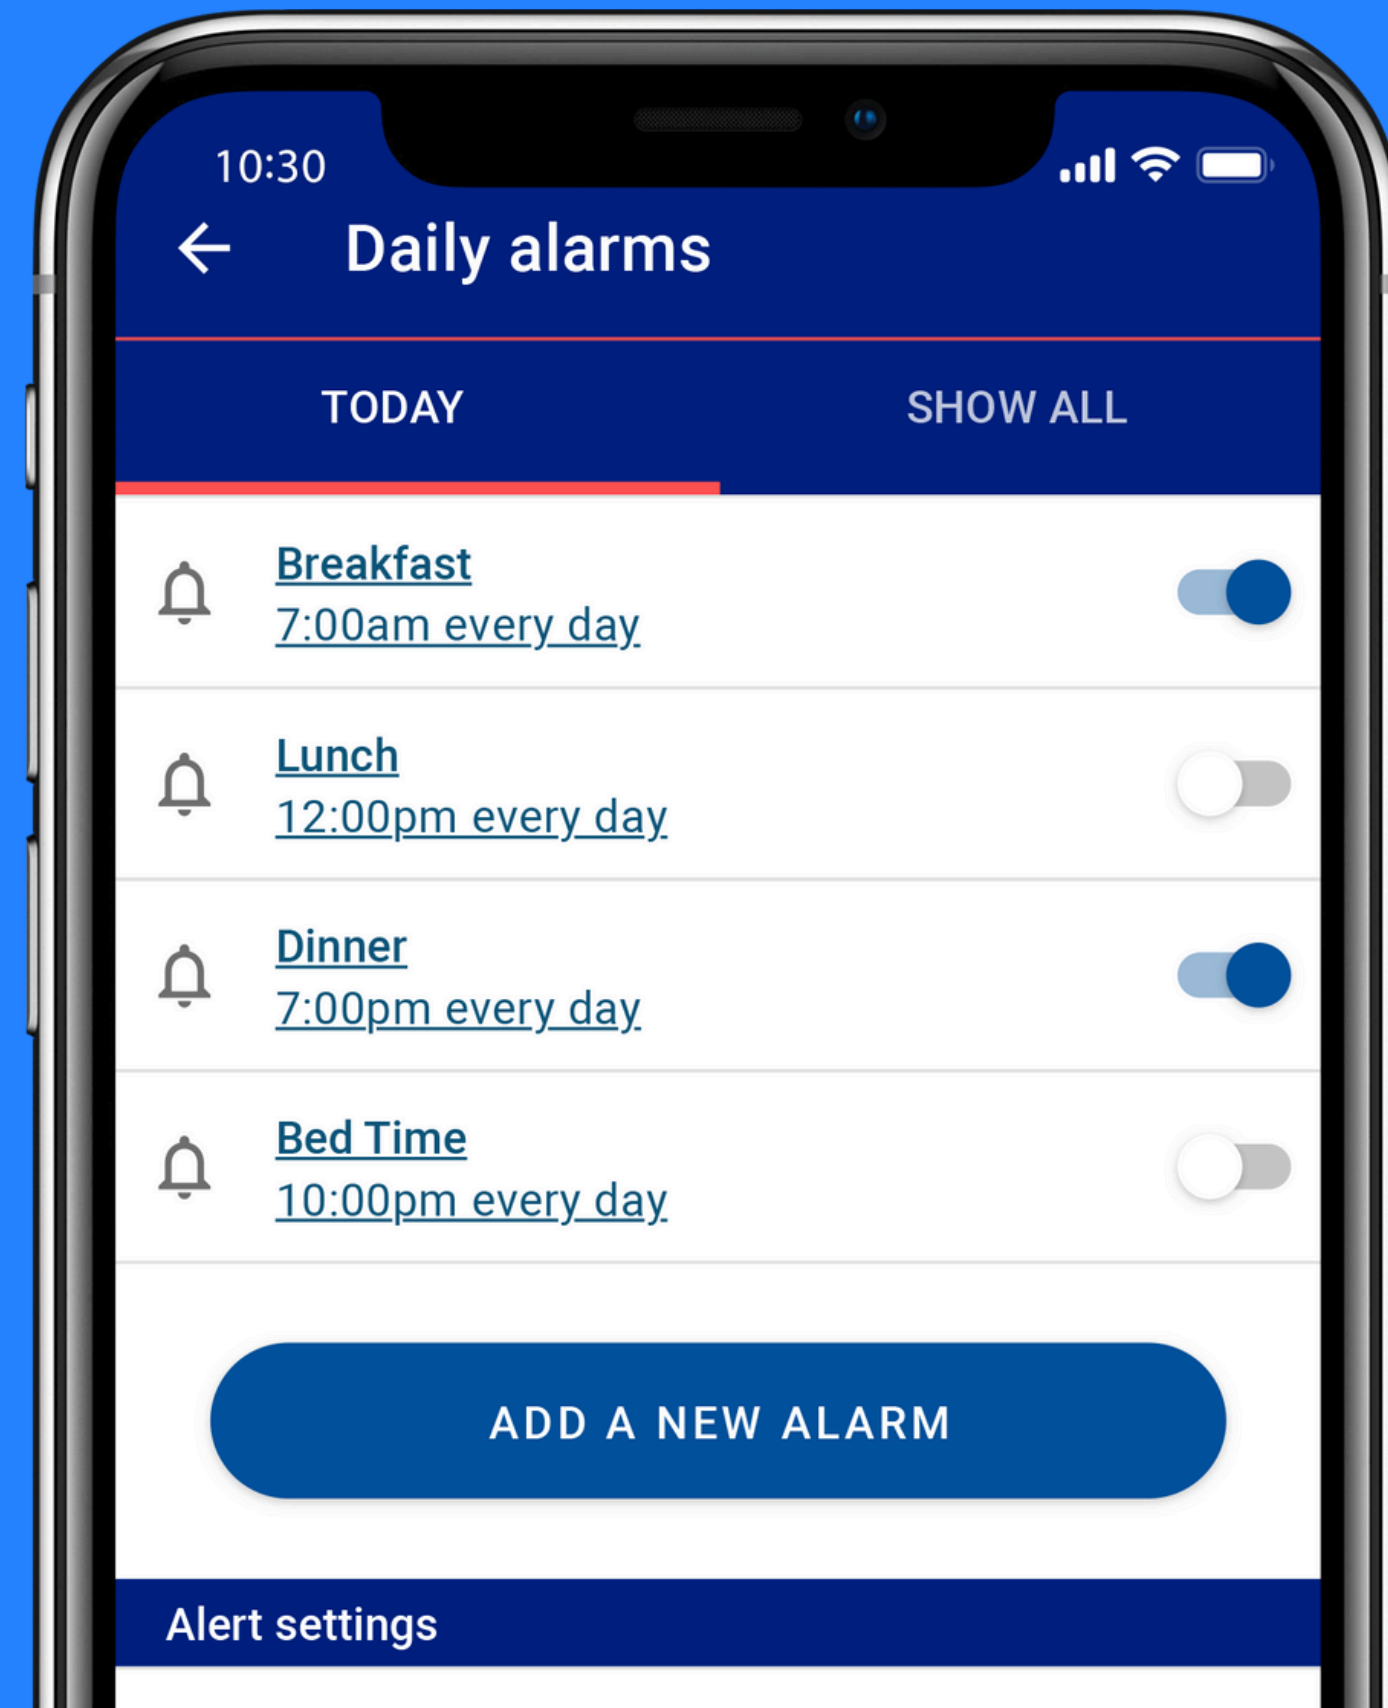 10:30
Daily alarms
TODAY
SHOW ALL
Breakfast
7:00am every day
Lunch
12:00pm every day
Dinner
7:00pm every day
Bed Time
10:00pm every day
ADD A NEW ALARM
Alert settings